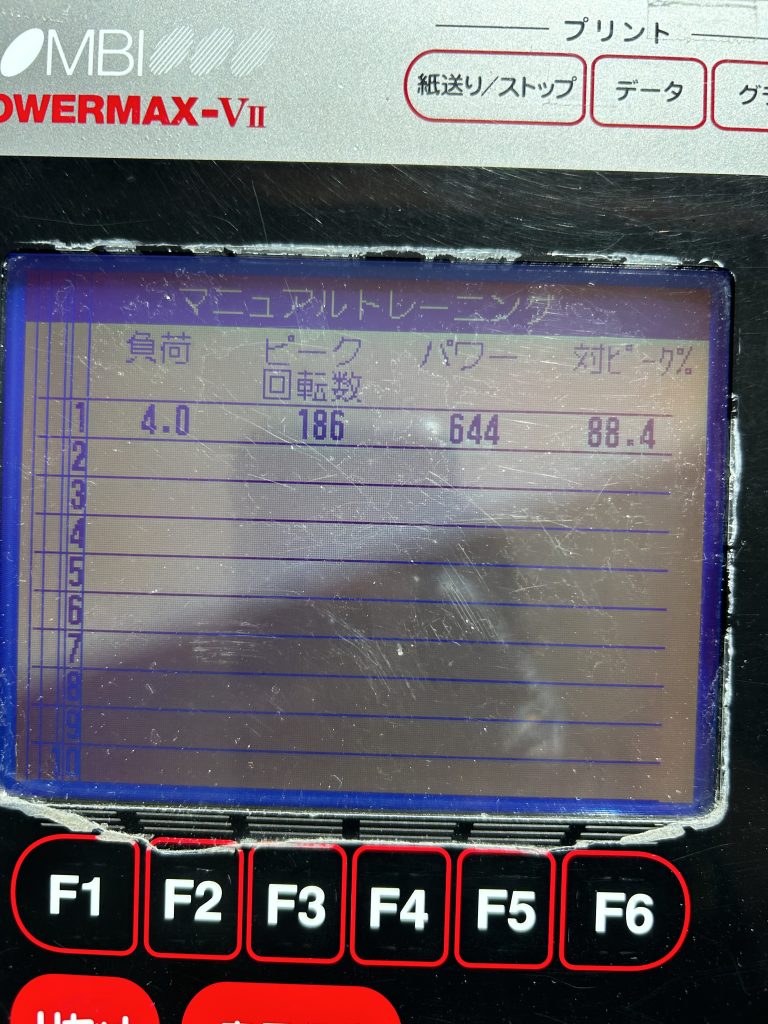 プリント
OMBI
紙送り/ストップ
データ
OWERMAX-VII
マニュアルトレーニング
負荷 ピーク回転数 パワー 対ピーク%
1 4.0 186 644 88.4
2
3
4
5
6
7
8
9
10
F1 F2 F3 F4 F5 F6